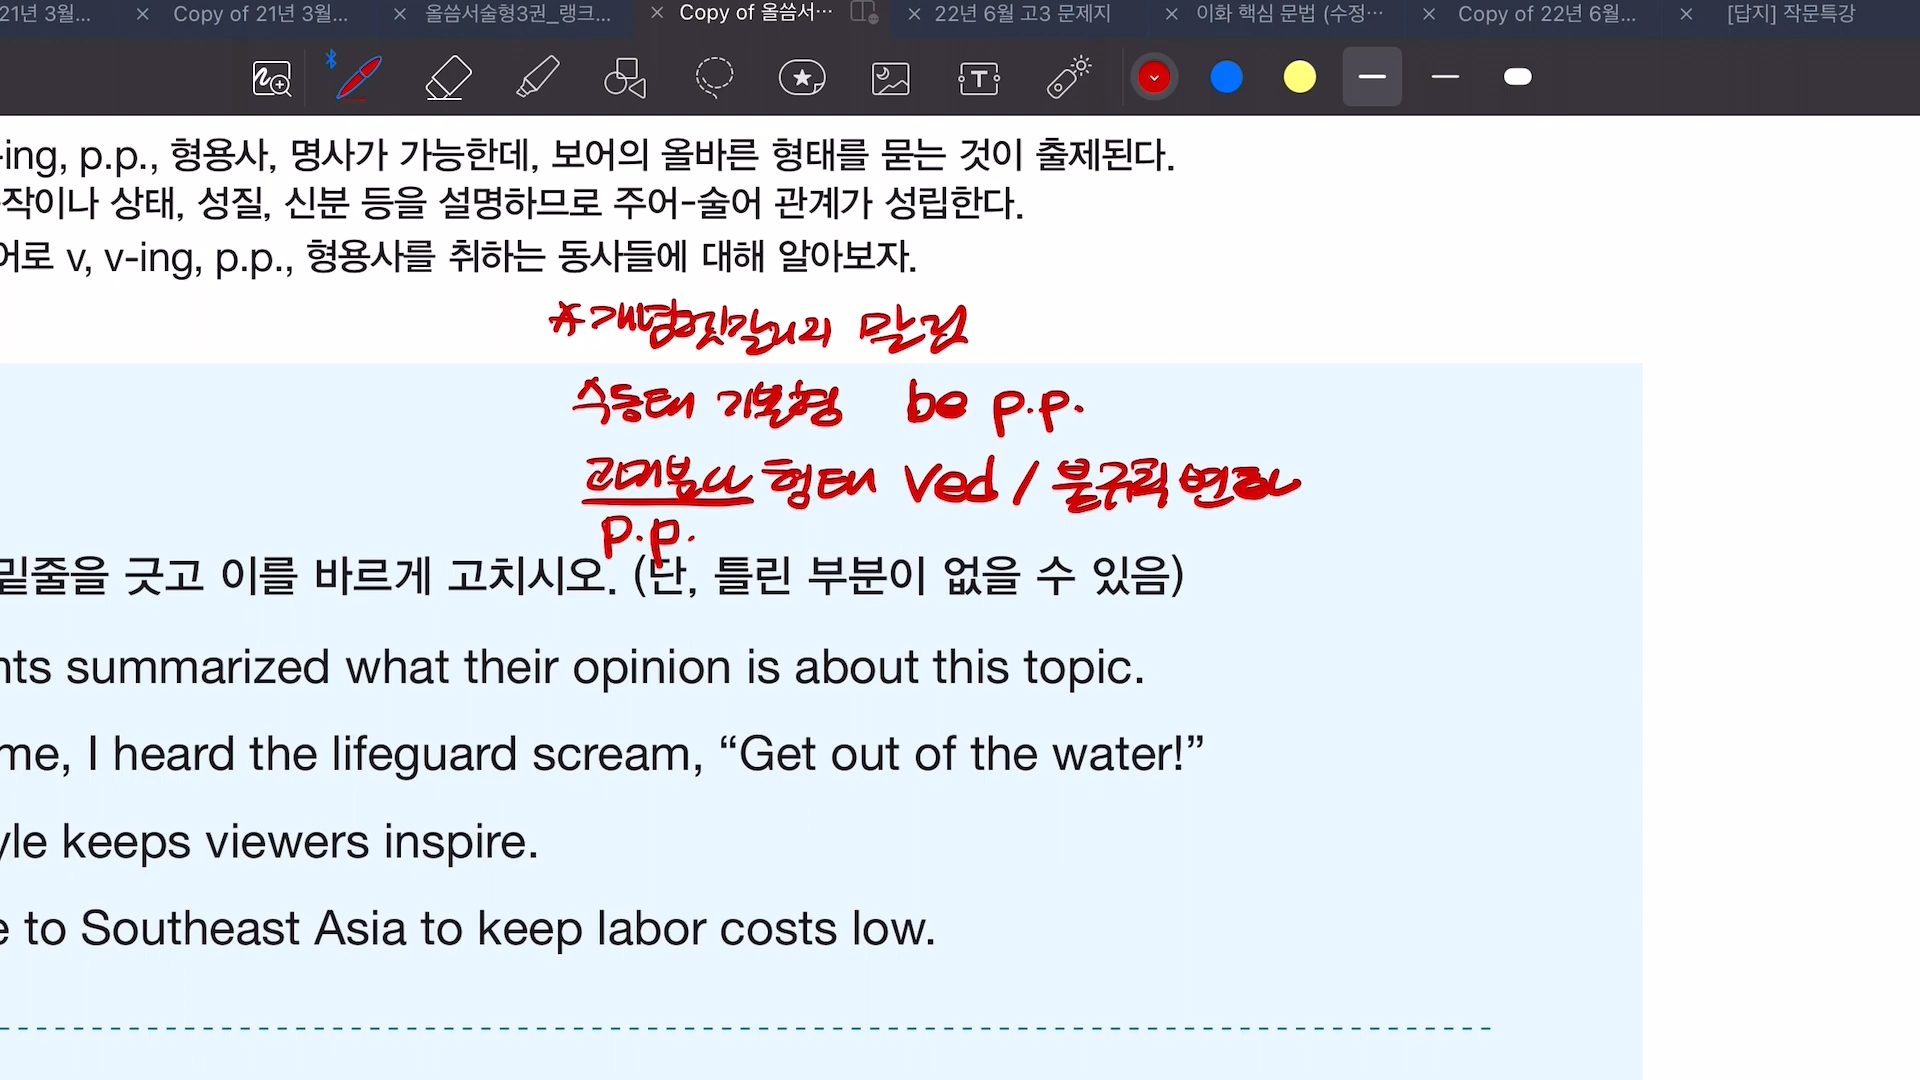 21년 3월... × Copy of 21년 3월... × 올씀서술형3권_랭크... × Copy of 올씀서... × 22년 6월 고3 문제지 × 이화 핵심 문법 (수정... × Copy of 22년 6월... × [답지] 작문특강
-ing, p.p., 형용사, 명사가 가능한데, 보어의 올바른 형태를 묻는 것이 출제된다.
작이나 상태, 성질, 신분 등을 설명하므로 주어-술어 관계가 성립한다.
어로 v, v-ing, p.p., 형용사를 취하는 동사들에 대해 알아보자.
*개념헷갈리지 말것
수동태 기본형 be p.p.
과거분사 형태 Ved / 불규칙 변화
p.p.
밑줄을 긋고 이를 바르게 고치시오. (단, 틀린 부분이 없을 수 있음)
nts summarized what their opinion is about this topic.
me, I heard the lifeguard scream, “Get out of the water!”
yle keeps viewers inspire.
e to Southeast Asia to keep labor costs low.